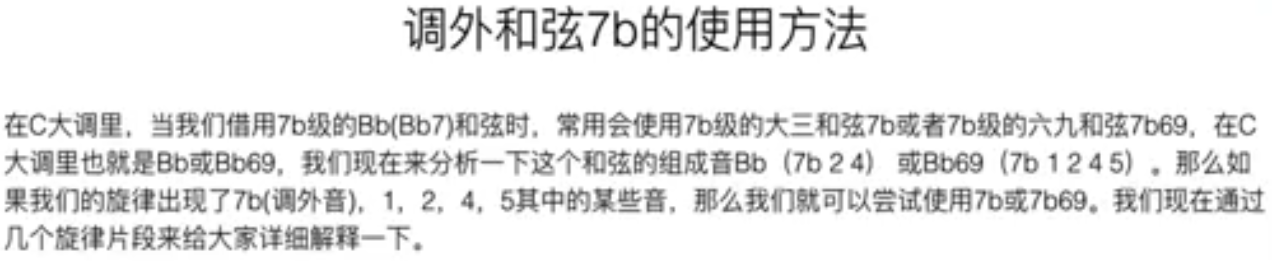 调外和弦7b的使用方法
在C大调里，当我们借用7b级的Bb(Bb7)和弦时，常用会使用7b级的大三和弦7b或者7b级的六九和弦7b69，在C
大调里也就是Bb或Bb69，我们现在来分析一下这个和弦的组成音Bb（7b 2 4） 或Bb69（7b 1 2 4 5）。那么如
果我们的旋律出现了7b(调外音)，1，2，4，5其中的某些音，那么我们就可以尝试使用7b或7b69。我们现在通过
几个旋律片段来给大家详细解释一下。